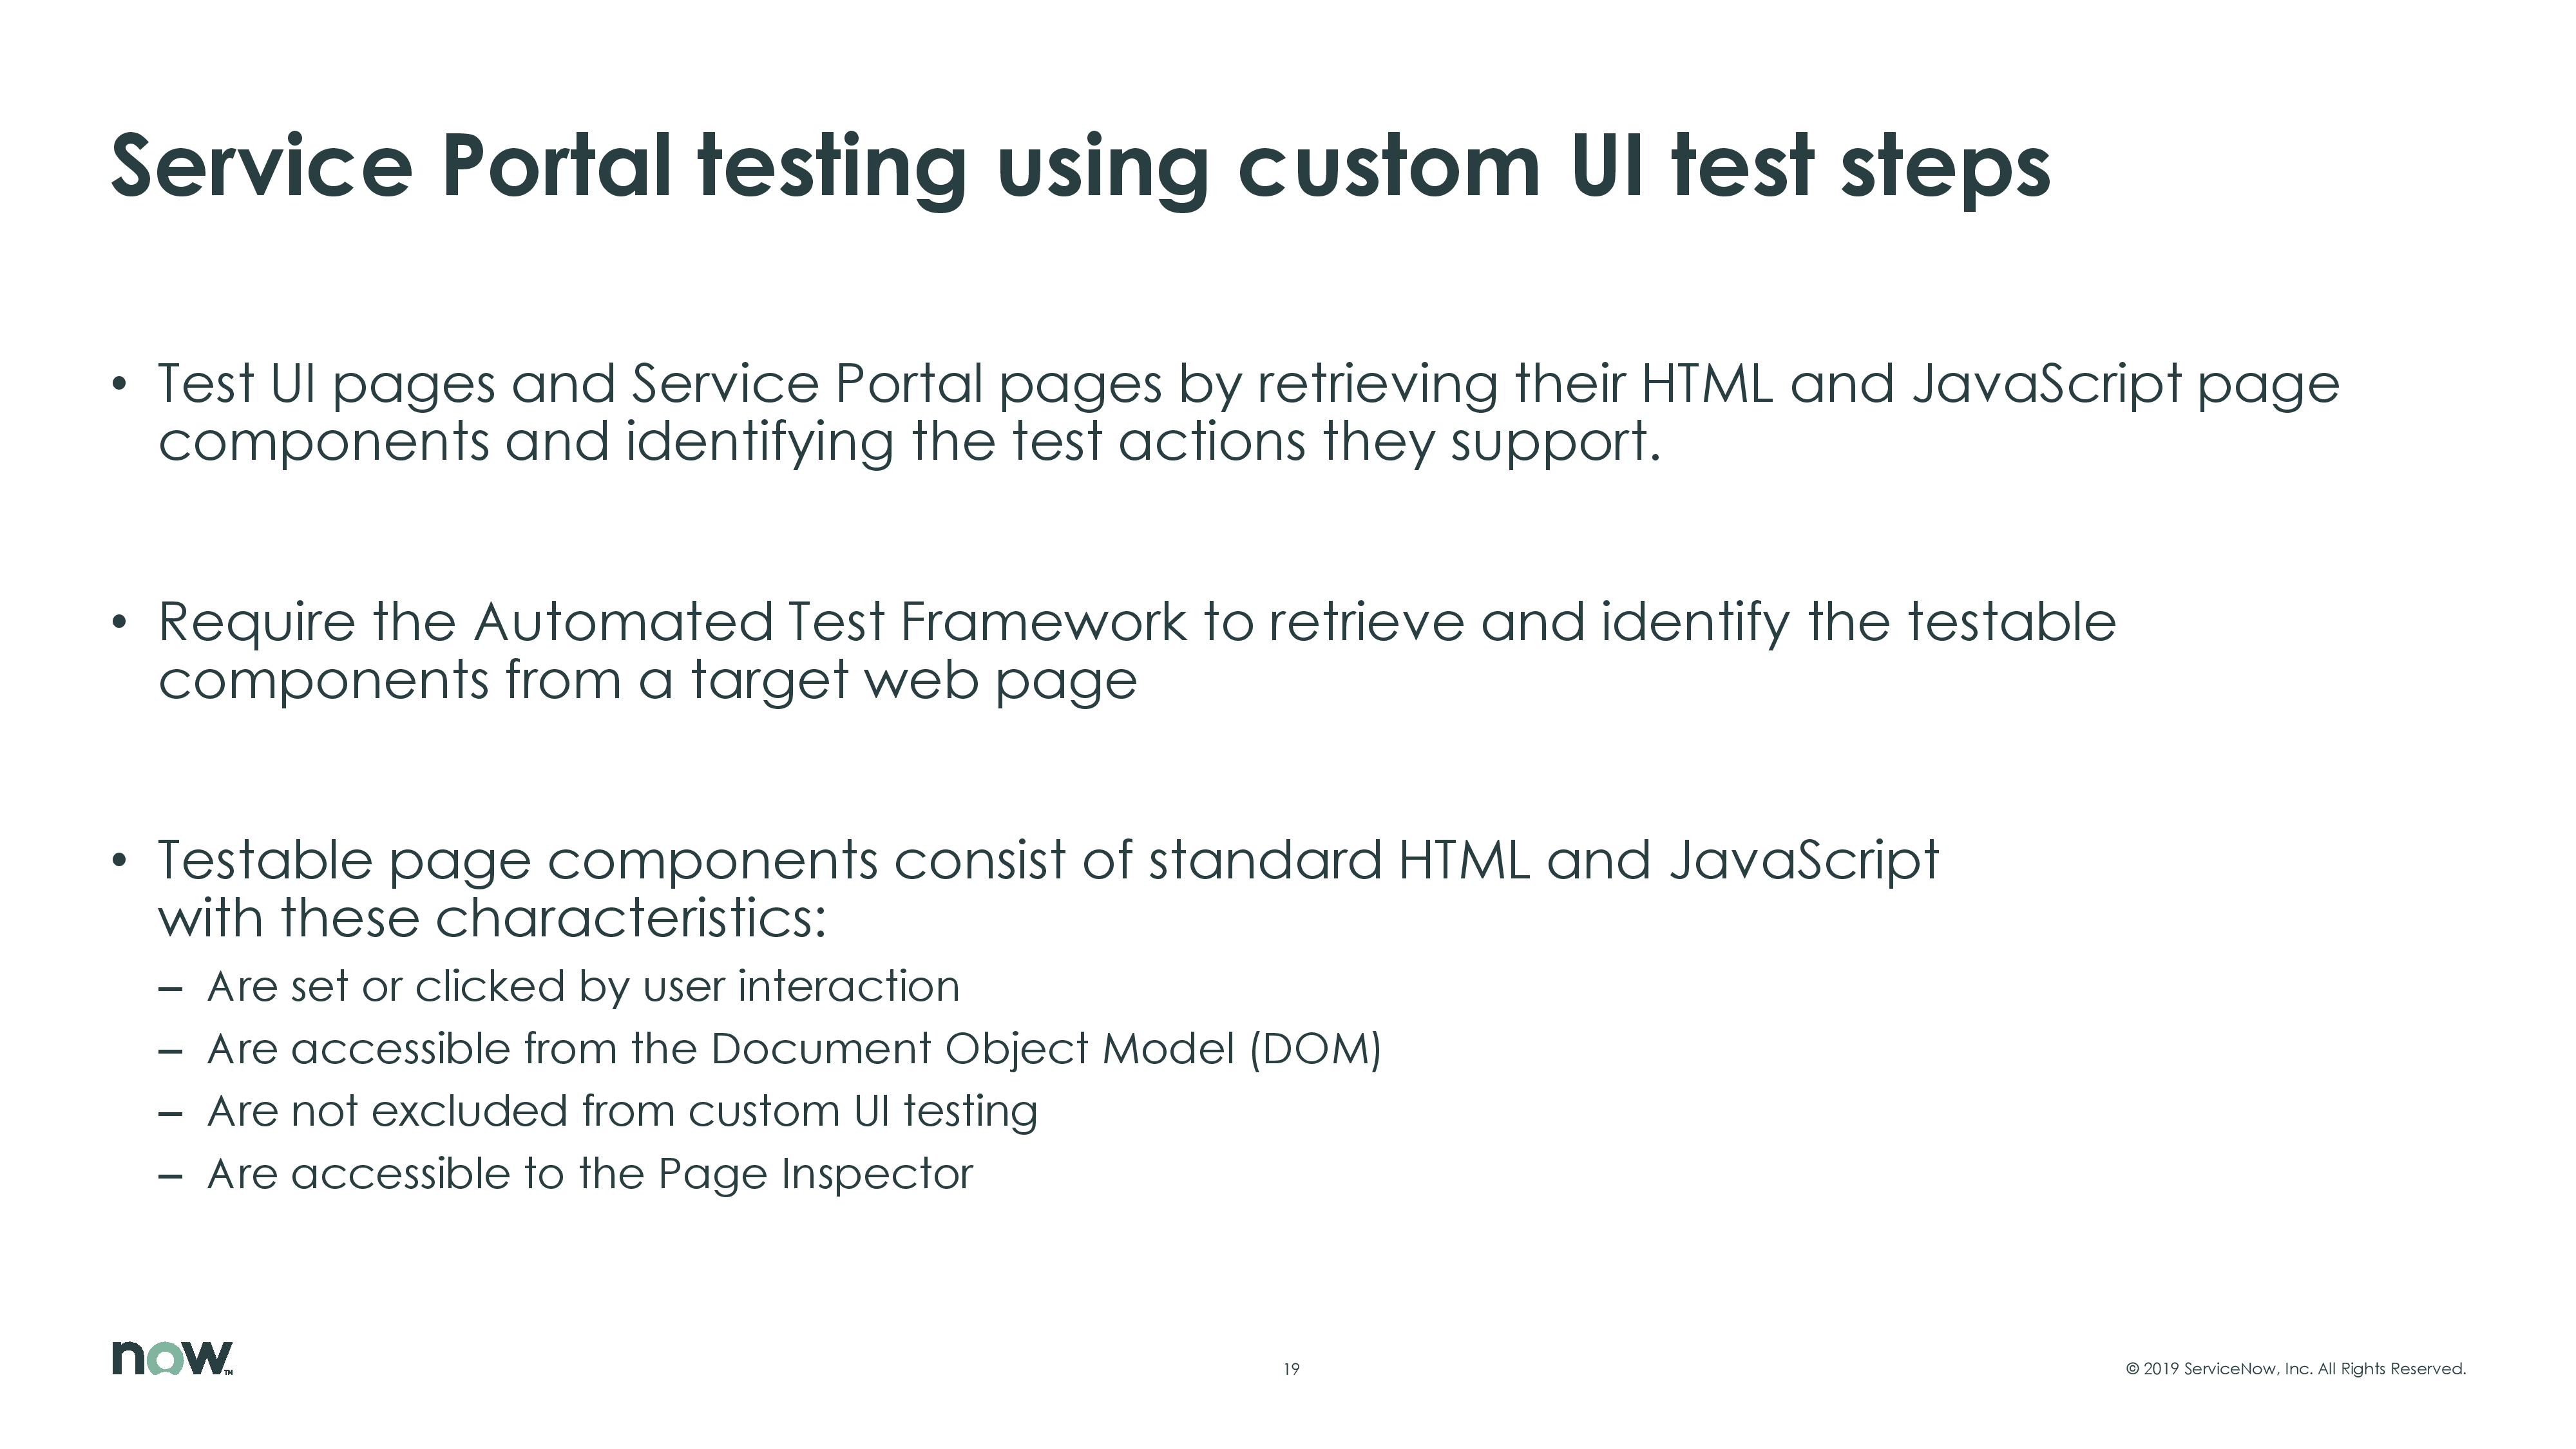 Service Portal testing using custom UI test steps
• Test UI pages and Service Portal pages by retrieving their HTML and JavaScript page
components and identifying the test actions they support.
• Require the Automated Test Framework to retrieve and identify the testable
components from a target web page
• Testable page components consist of standard HTML and JavaScript
with these characteristics:
– Are set or clicked by user interaction
– Are accessible from the Document Object Model (DOM)
– Are not excluded from custom UI testing
– Are accessible to the Page Inspector
now™
19
© 2019 ServiceNow, Inc. All Rights Reserved.